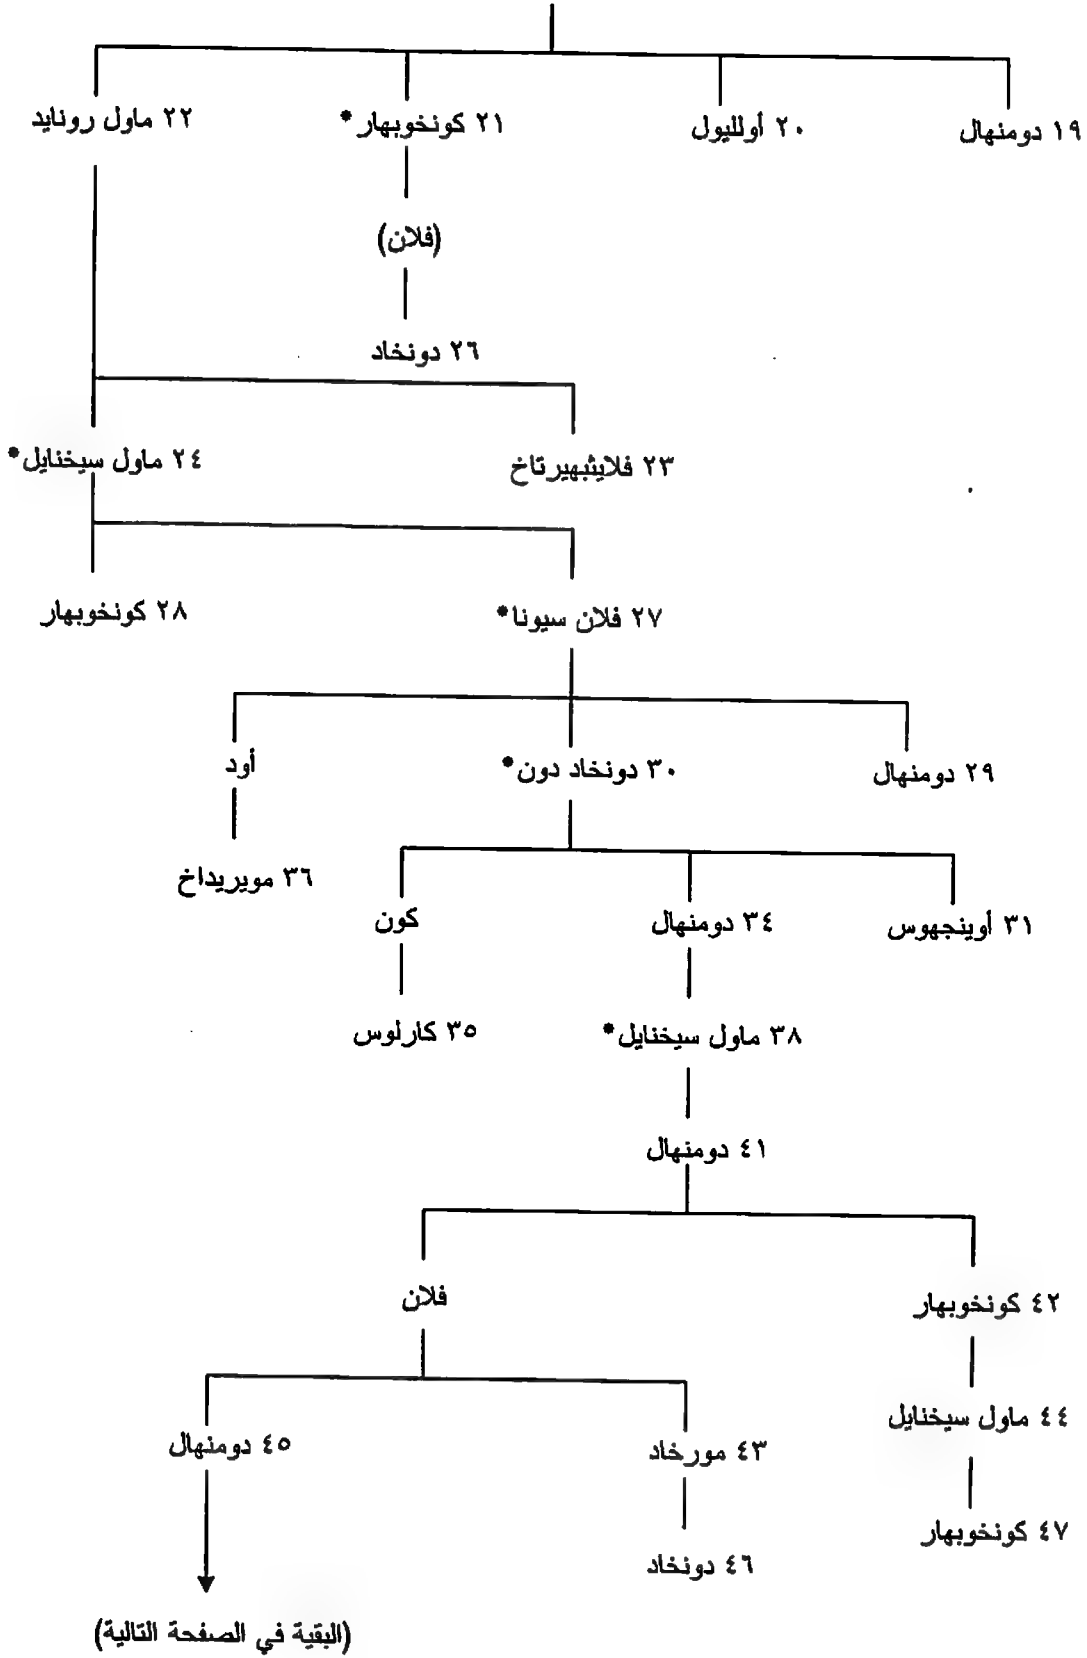 ١٩ دومنهال
٢٠ أولليول
٢١ كونخوبهار*
٢٢ ماول رونايد
(فلان)
٢٦ دونخاد
٢٣ فلايثبهيرتاخ
٢٤ ماول سيخنايل*
٢٧ فلان سيونا*
٢٨ كونخوبهار
٢٩ دومنهال
٣٠ دونخاد دون*
أود
٣٦ مويريداخ
٣١ أوينجهوس
٣٤ دومنهال
كون
٣٨ ماول سيخنايل*
٣٥ كارلوس
٤١ دومنهال
٤٢ كونخوبهار
فلان
٤٤ ماول سيخنايل
٤٣ مورخاد
٤٥ دومنهال
٤٧ كونخوبهار
٤٦ دونخاد
(البقية في الصفحة التالية)